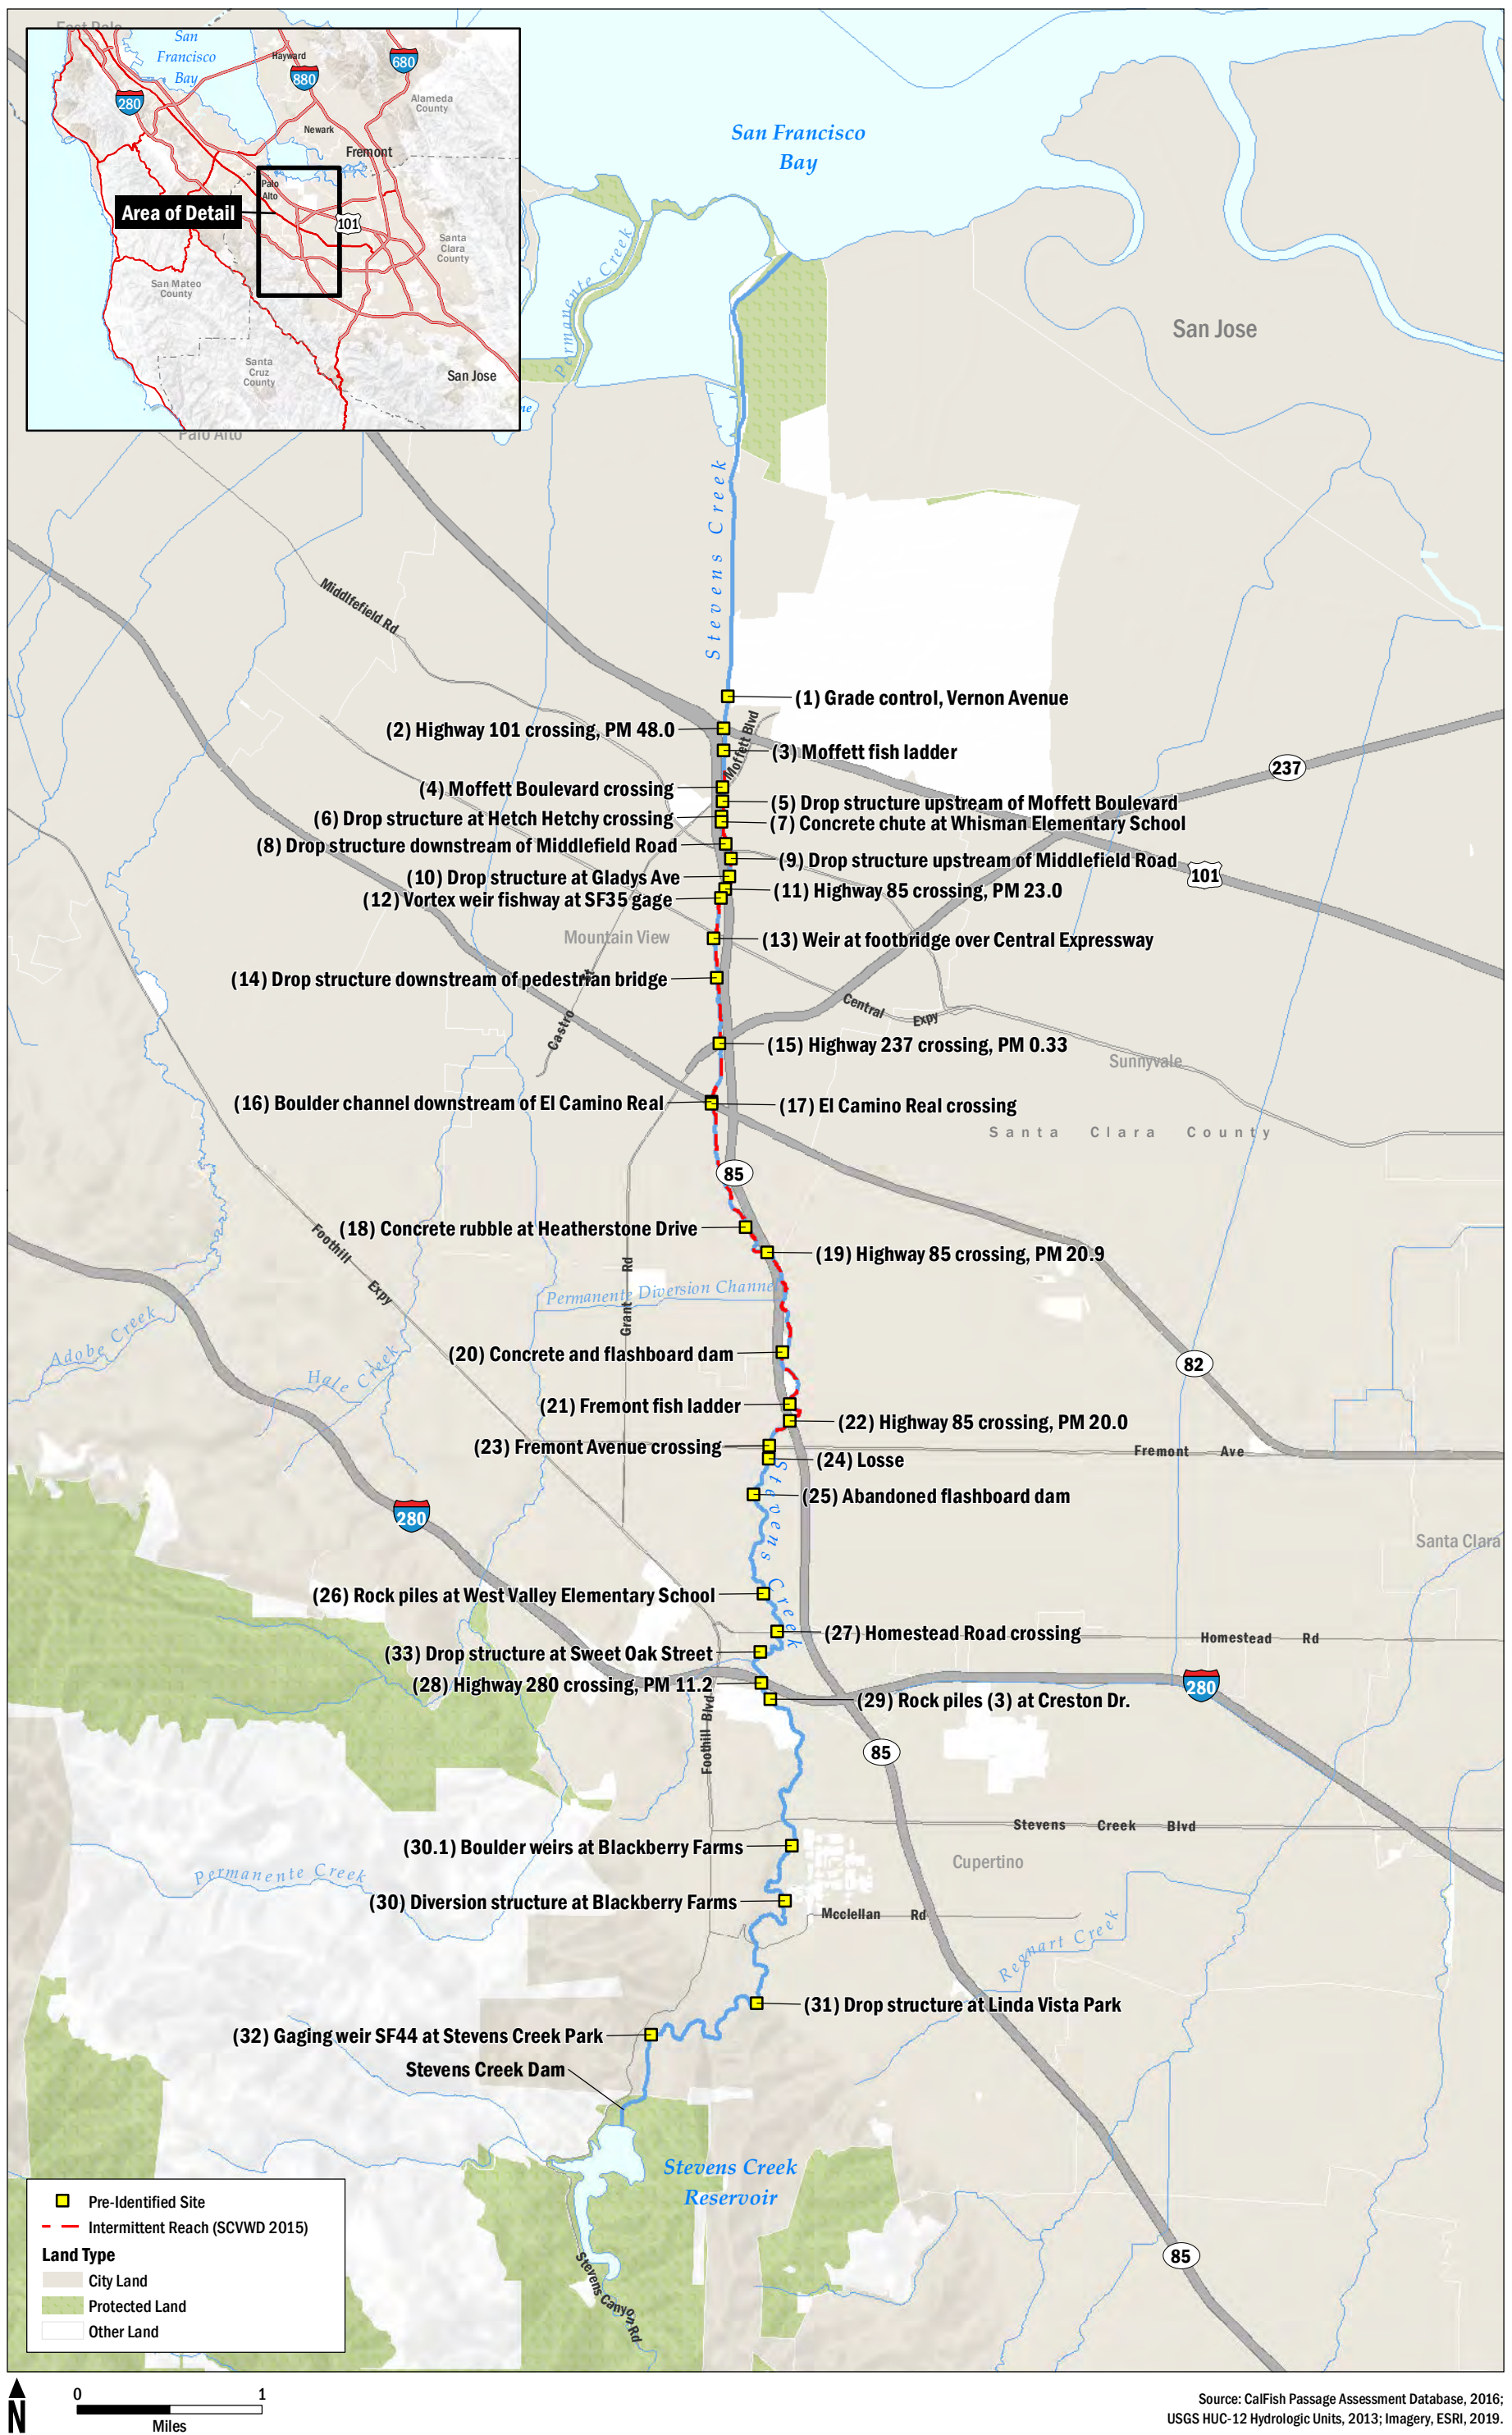 East Palo
San
Francisco
Bay
Hayward
680
880
280
Alameda
County
Newark
Fremont
Palo
Alto
Area of Detail
101
Santa
Clara
County
San Mateo
County
Santa
Cruz
County
San Jose
Palo Alto
San Francisco
Bay
Permanente Creek
San Jose
Stevens Creek
Middlfefield Rd
(1) Grade control, Vernon Avenue
(2) Highway 101 crossing, PM 48.0
Moffett Blvd
(3) Moffett fish ladder
237
(4) Moffett Boulevard crossing
(5) Drop structure upstream of Moffett Boulevard
(6) Drop structure at Hetch Hetchy crossing
(7) Concrete chute at Whisman Elementary School
(8) Drop structure downstream of Middlefield Road
(9) Drop structure upstream of Middlefield Road
101
(10) Drop structure at Gladys Ave
(11) Highway 85 crossing, PM 23.0
(12) Vortex weir fishway at SF35 gage
Mountain View
(13) Weir at footbridge over Central Expressway
(14) Drop structure downstream of pedestrian bridge
Castro St
Central Expy
(15) Highway 237 crossing, PM 0.33
Sunnyvale
(16) Boulder channel downstream of El Camino Real
(17) El Camino Real crossing
Santa Clara County
85
(18) Concrete rubble at Heatherstone Drive
(19) Highway 85 crossing, PM 20.9
Foothill Expy
Grant Rd
Permanente Diversion Channe
Adobe Creek
Hale Creek
(20) Concrete and flashboard dam
82
(21) Fremont fish ladder
(22) Highway 85 crossing, PM 20.0
(23) Fremont Avenue crossing
Fremont Ave
(24) Losse
Stevens Creek
(25) Abandoned flashboard dam
280
Santa Clara
(26) Rock piles at West Valley Elementary School
(27) Homestead Road crossing
Homestead Rd
(33) Drop structure at Sweet Oak Street
(28) Highway 280 crossing, PM 11.2
280
(29) Rock piles (3) at Creston Dr.
Foothill Blvd
85
Stevens Creek Blvd
(30.1) Boulder weirs at Blackberry Farms
Cupertino
Permanente Creek
(30) Diversion structure at Blackberry Farms
Mcclellan Rd
Regnart Creek
(31) Drop structure at Linda Vista Park
(32) Gaging weir SF44 at Stevens Creek Park
Stevens Creek Dam
Stevens Creek
Reservoir
Stevens Canyon Rd
85
Pre-Identified Site
Intermittent Reach (SCVWD 2015)
Land Type
City Land
Protected Land
Other Land
N
0 1
Miles
Source: CalFish Passage Assessment Database, 2016;
USGS HUC-12 Hydrologic Units, 2013; Imagery, ESRI, 2019.